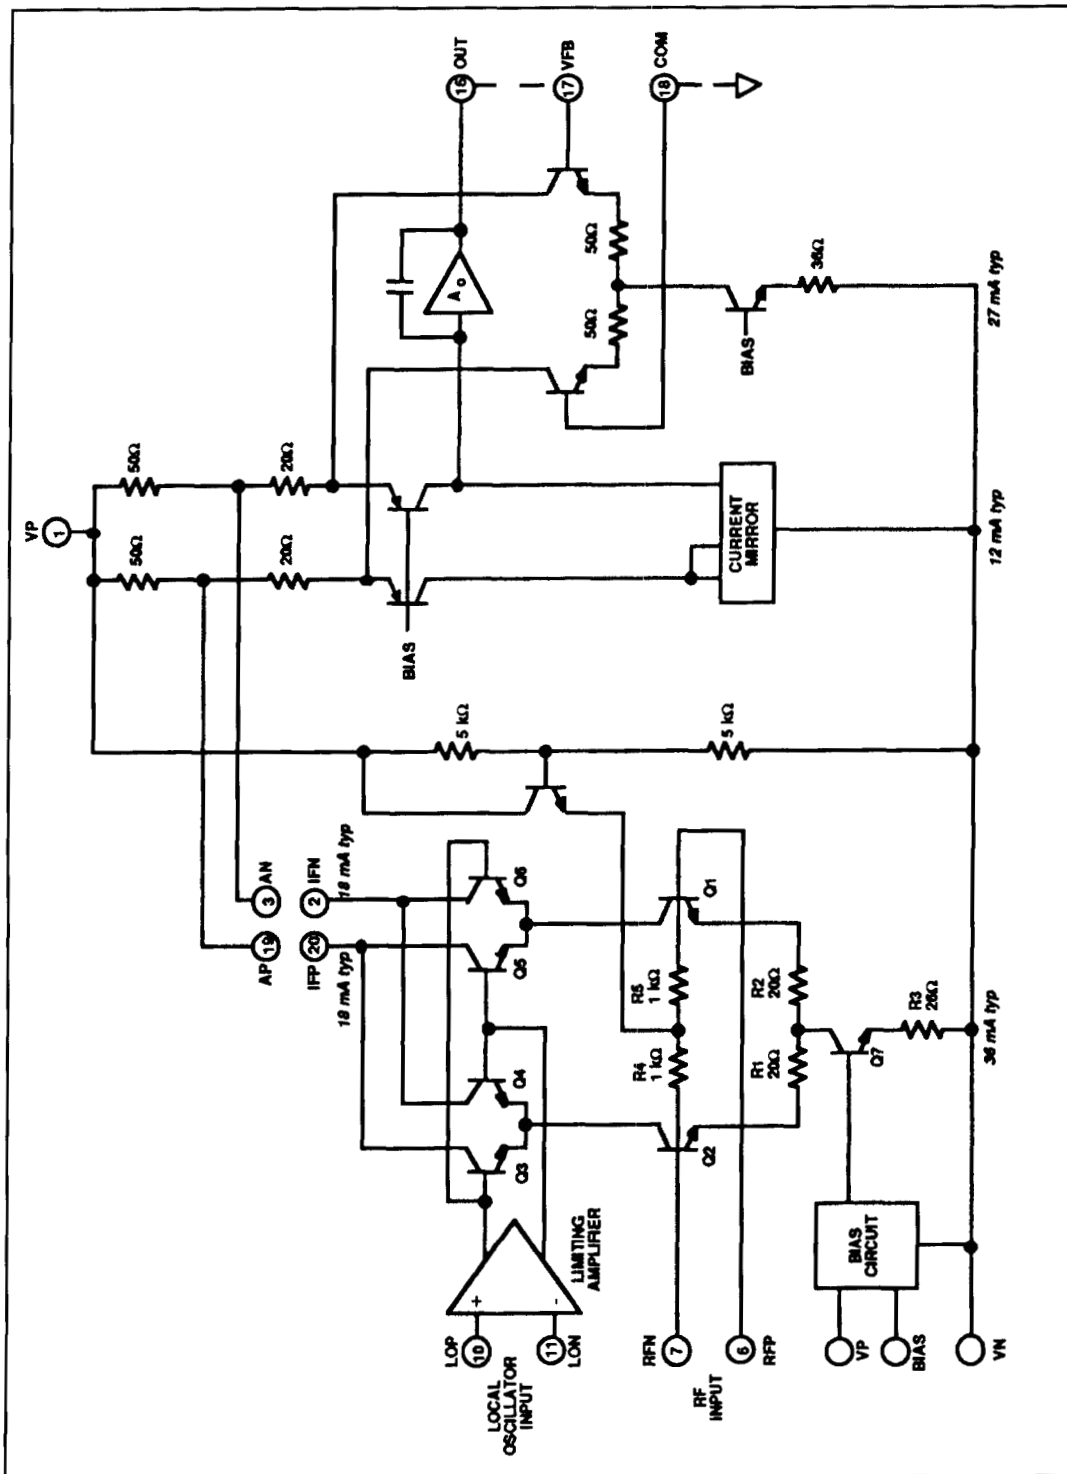 LOCAL
OSCILLATOR
INPUT
LOP
10
11
LON
+
-
LIMITING
AMPLIFIER
RF
INPUT
RFN
7
6
RFP
VP
BIAS
VN
BIAS
CIRCUIT
Q3
Q4
Q5
Q6
Q2
Q1
Q7
R4
1 kΩ
R5
1 kΩ
R1
20Ω
R2
20Ω
R3
26Ω
36 mA typ
18 mA typ
18 mA typ
IFP
20
2
IFN
AP
19
3
AN
5 kΩ
5 kΩ
VP
1
50Ω
50Ω
20Ω
20Ω
BIAS
CURRENT
MIRROR
12 mA typ
Ao
16
OUT
17
VFB
18
COM
50Ω
50Ω
BIAS
36Ω
27 mA typ